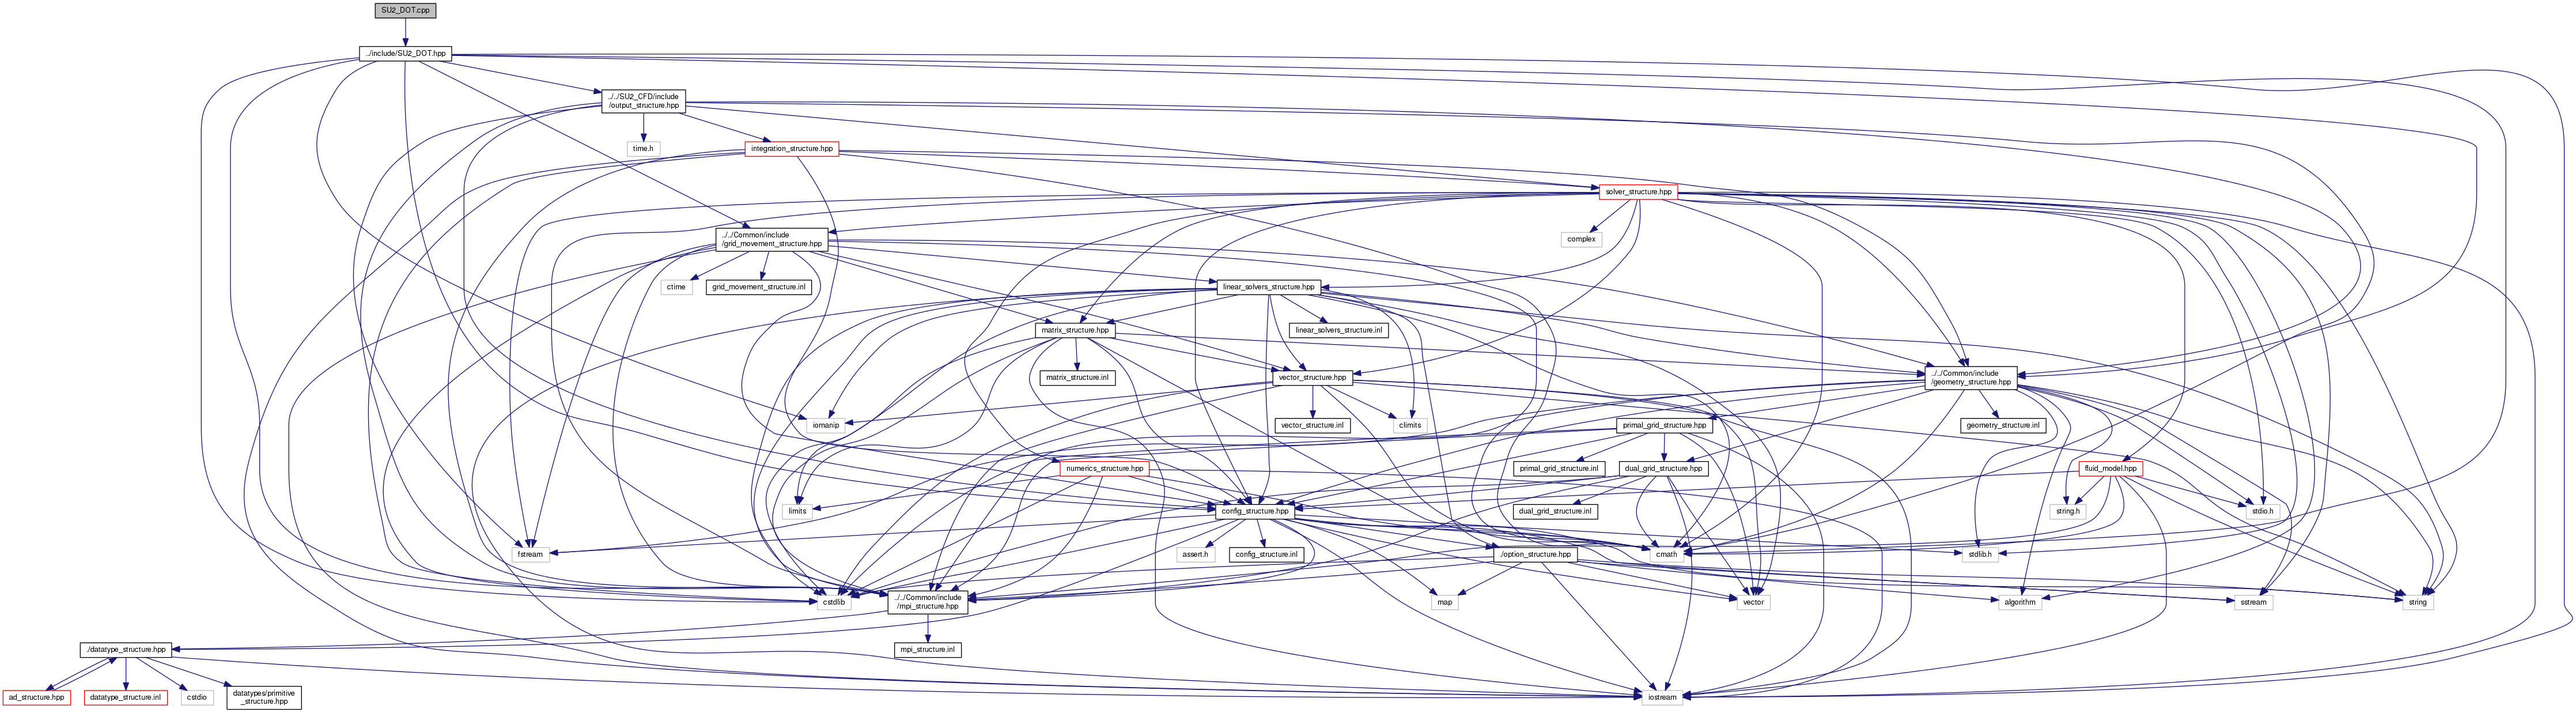 SU2_DOT.cpp
../include/SU2_DOT.hpp
../../SU2_CFD/include
/output_structure.hpp
time.h
integration_structure.hpp
solver_structure.hpp
../../Common/include
/grid_movement_structure.hpp
complex
ctime
grid_movement_structure.inl
linear_solvers_structure.hpp
matrix_structure.hpp
linear_solvers_structure.inl
matrix_structure.inl
vector_structure.hpp
../../Common/include
/geometry_structure.hpp
iomanip
vector_structure.inl
climits
primal_grid_structure.hpp
geometry_structure.inl
numerics_structure.hpp
primal_grid_structure.inl
dual_grid_structure.hpp
fluid_model.hpp
limits
config_structure.hpp
dual_grid_structure.inl
string.h
stdio.h
fstream
assert.h
config_structure.inl
./option_structure.hpp
cmath
stdlib.h
cstdlib
../../Common/include
/mpi_structure.hpp
map
vector
algorithm
sstream
string
./datatype_structure.hpp
mpi_structure.inl
ad_structure.hpp
datatype_structure.inl
cstdio
datatypes/primitive
_structure.hpp
iostream